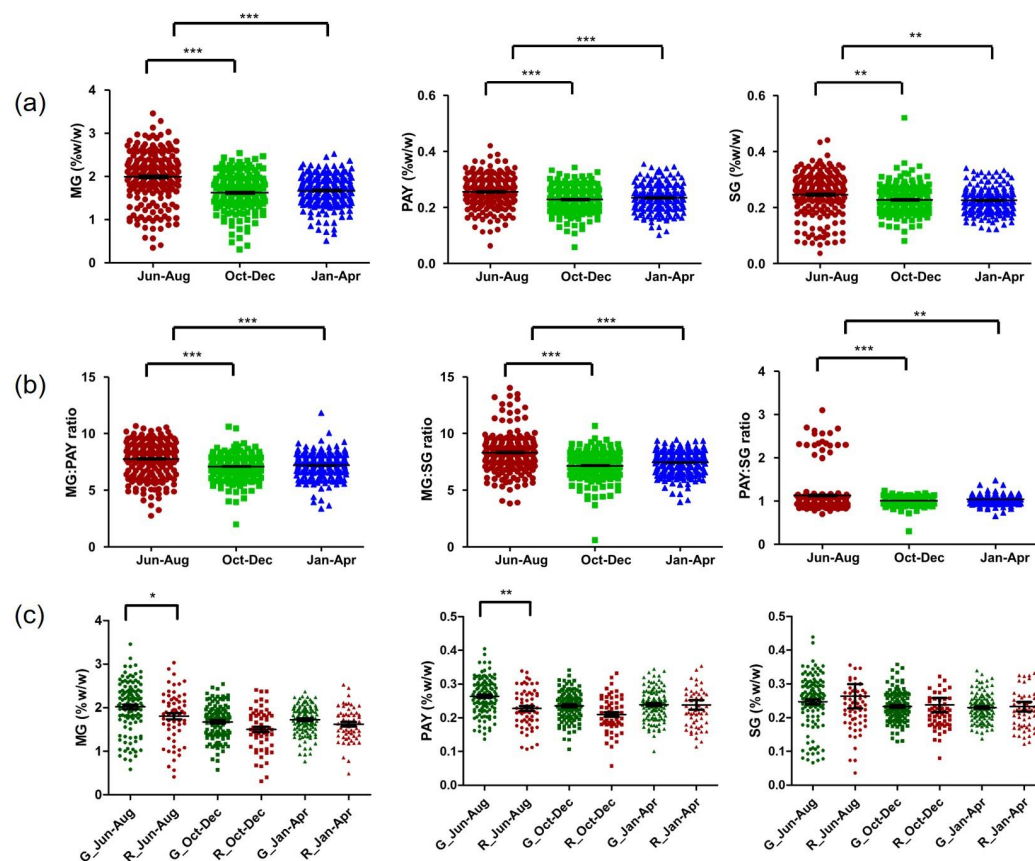 (a)
***
***
MG (%w/w)
4
3
2
1
0
Jun-Aug
Oct-Dec
Jan-Apr
***
***
PAY (%w/w)
0.6
0.4
0.2
0.0
Jun-Aug
Oct-Dec
Jan-Apr
**
**
SG (%w/w)
0.6
0.4
0.2
0.0
Jun-Aug
Oct-Dec
Jan-Apr
(b)
***
***
MG:PAY ratio
15
10
5
0
Jun-Aug
Oct-Dec
Jan-Apr
***
***
MG:SG ratio
15
10
5
0
Jun-Aug
Oct-Dec
Jan-Apr
**
***
PAY:SG ratio
4
3
2
1
0
Jun-Aug
Oct-Dec
Jan-Apr
(c)
*
MG (% w/w)
4
3
2
1
0
G_Jun-Aug
R_Jun-Aug
G_Oct-Dec
R_Oct-Dec
G_Jan-Apr
R_Jan-Apr
**
PAY (% w/w)
0.5
0.4
0.3
0.2
0.1
0.0
G_Jun-Aug
R_Jun-Aug
G_Oct-Dec
R_Oct-Dec
G_Jan-Apr
R_Jan-Apr
SG (% w/w)
0.5
0.4
0.3
0.2
0.1
0.0
G_Jun-Aug
R_Jun-Aug
G_Oct-Dec
R_Oct-Dec
G_Jan-Apr
R_Jan-Apr